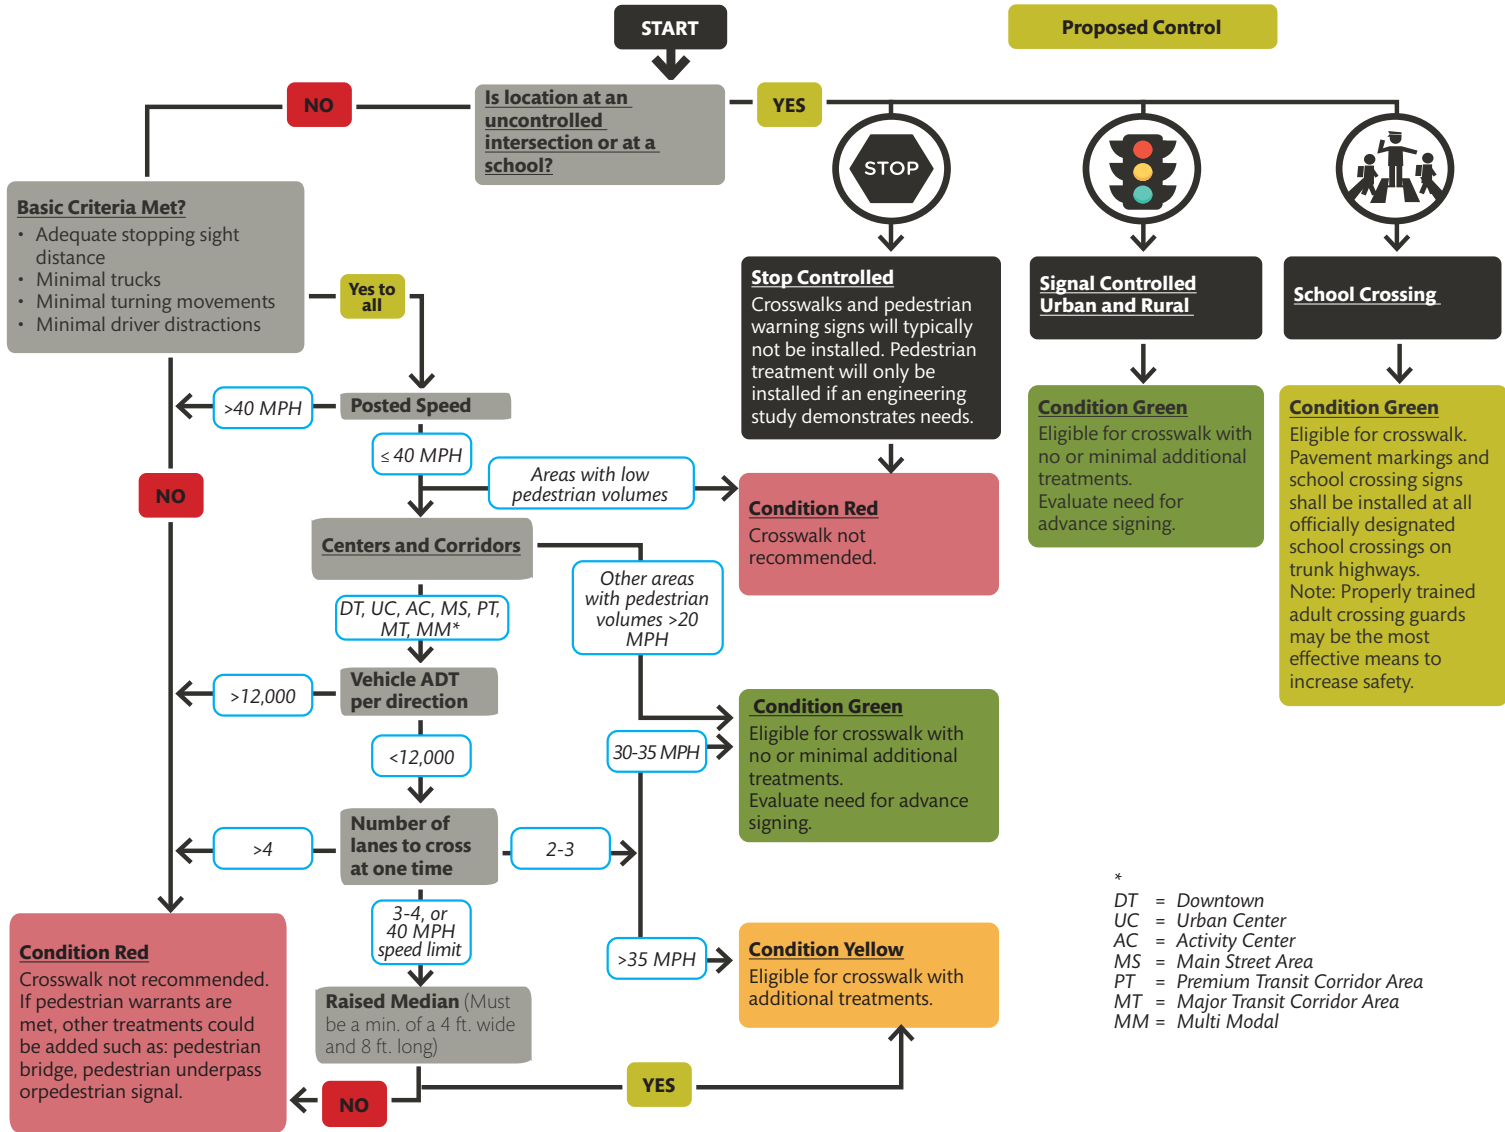 START
Proposed Control
NO
Is location at an
uncontrolled
intersection or at a
school?
YES
STOP
Basic Criteria Met?
• Adequate stopping sight
distance
• Minimal trucks
• Minimal turning movements
• Minimal driver distractions
Yes to
all
Stop Controlled
Crosswalks and pedestrian
warning signs will typically
not be installed. Pedestrian
treatment will only be
installed if an engineering
study demonstrates needs.
Signal Controlled
Urban and Rural
School Crossing
>40 MPH
Posted Speed
≤ 40 MPH
Areas with low
pedestrian volumes
NO
Condition Red
Crosswalk not
recommended.
Condition Green
Eligible for crosswalk with
no or minimal additional
treatments.
Evaluate need for
advance signing.
Condition Green
Eligible for crosswalk.
Pavement markings and
school crossing signs
shall be installed at all
officially designated
school crossings on
trunk highways.
Note: Properly trained
adult crossing guards
may be the most
effective means to
increase safety.
Centers and Corridors
DT, UC, AC, MS, PT,
MT, MM*
Other areas
with pedestrian
volumes >20
MPH
>12,000
Vehicle ADT
per direction
<12,000
30-35 MPH
Condition Green
Eligible for crosswalk with
no or minimal additional
treatments.
Evaluate need for advance
signing.
>4
Number of
lanes to cross
at one time
2-3
3-4, or
40 MPH
speed limit
>35 MPH
Condition Yellow
Eligible for crosswalk with
additional treatments.
Condition Red
Crosswalk not recommended.
If pedestrian warrants are
met, other treatments could
be added such as: pedestrian
bridge, pedestrian underpass
orpedestrian signal.
Raised Median (Must
be a min. of a 4 ft. wide
and 8 ft. long)
NO
YES
*
DT = Downtown
UC = Urban Center
AC = Activity Center
MS = Main Street Area
PT = Premium Transit Corridor Area
MT = Major Transit Corridor Area
MM = Multi Modal